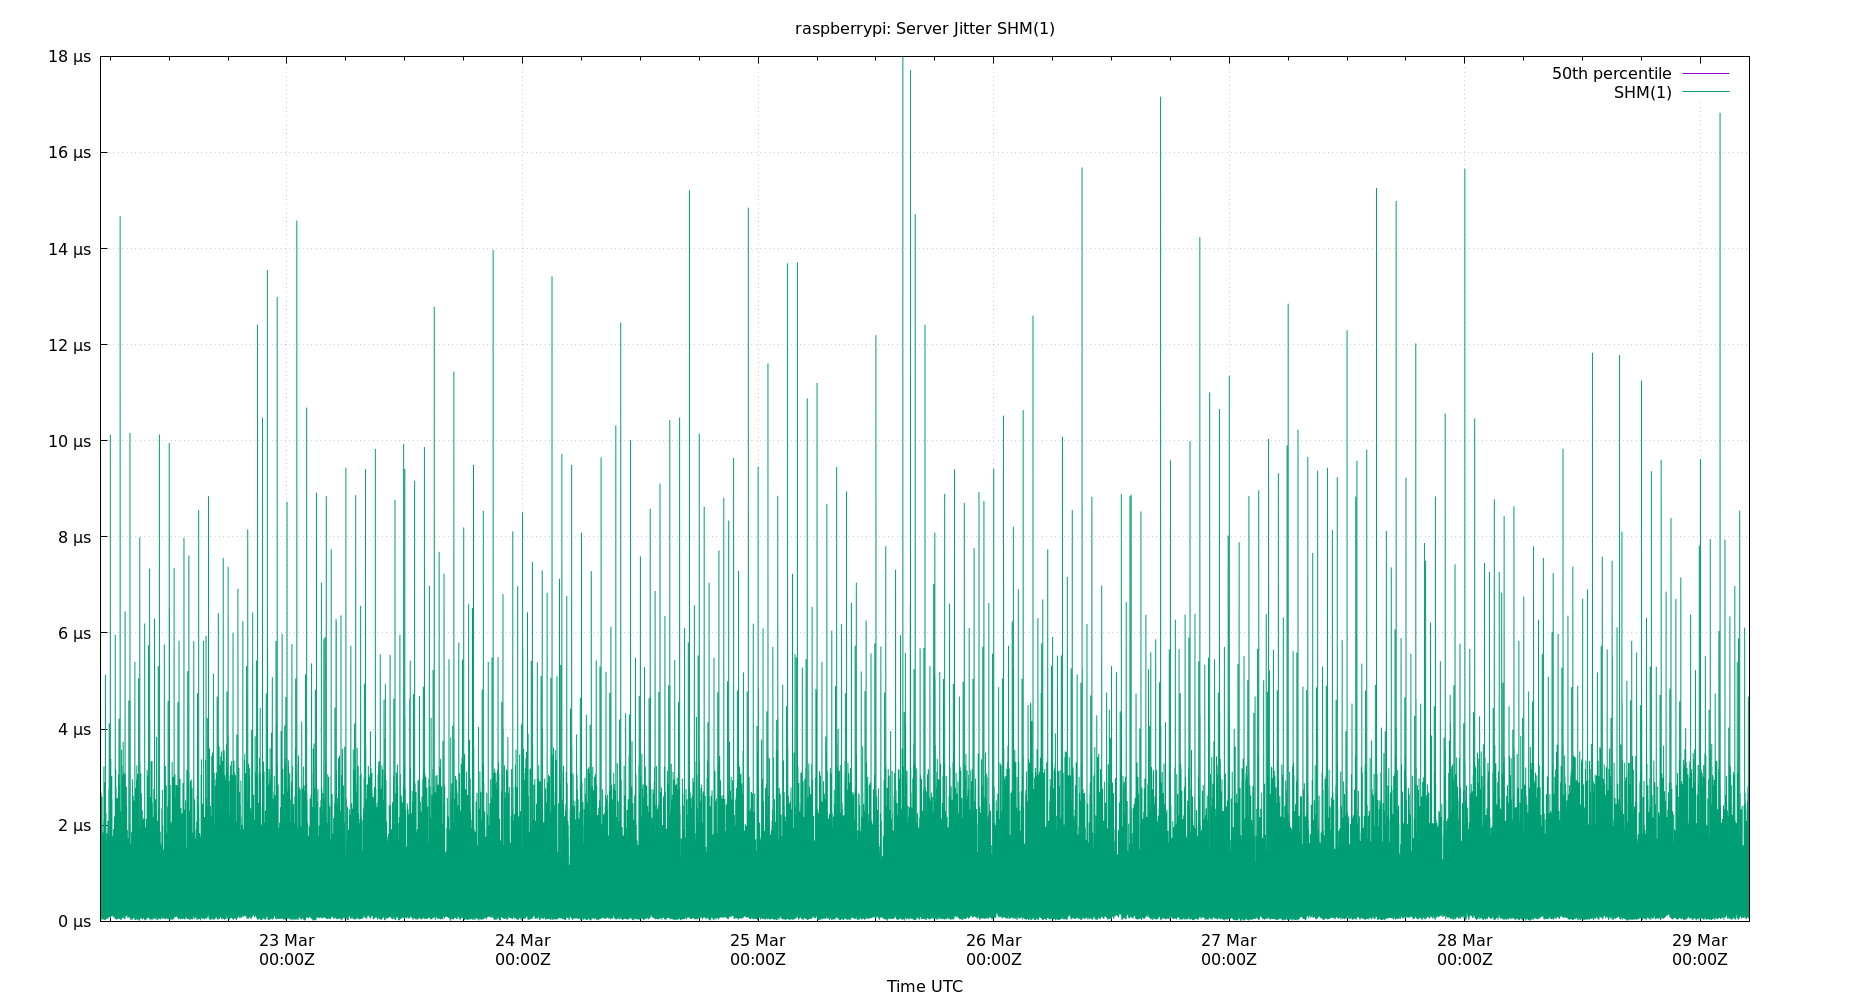 raspberrypi: Server Jitter SHM(1)
18 µs
16 µs
14 µs
12 µs
10 µs
8 µs
6 µs
4 µs
2 µs
0 µs
50th percentile
SHM(1)
23 Mar
00:00Z
24 Mar
00:00Z
25 Mar
00:00Z
26 Mar
00:00Z
27 Mar
00:00Z
28 Mar
00:00Z
29 Mar
00:00Z
Time UTC